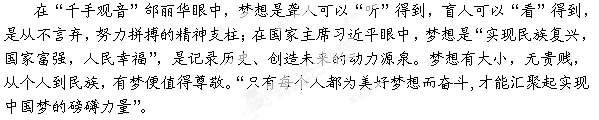 在“千手观音”邰丽华眼中，梦想是聋人可以“听”得到，盲人可以“看”得到，
是从不言弃，努力拼搏的精神支柱；在国家主席习近平眼中，梦想是“实现民族复兴，
国家富强，人民幸福”，是记录历史、创造未来的动力源泉。梦想有大小，无贵贱，
从个人到民族，有梦便值得尊敬。“只有每个人都为美好梦想而奋斗，才能汇聚起实现
中国梦的磅礴力量”。